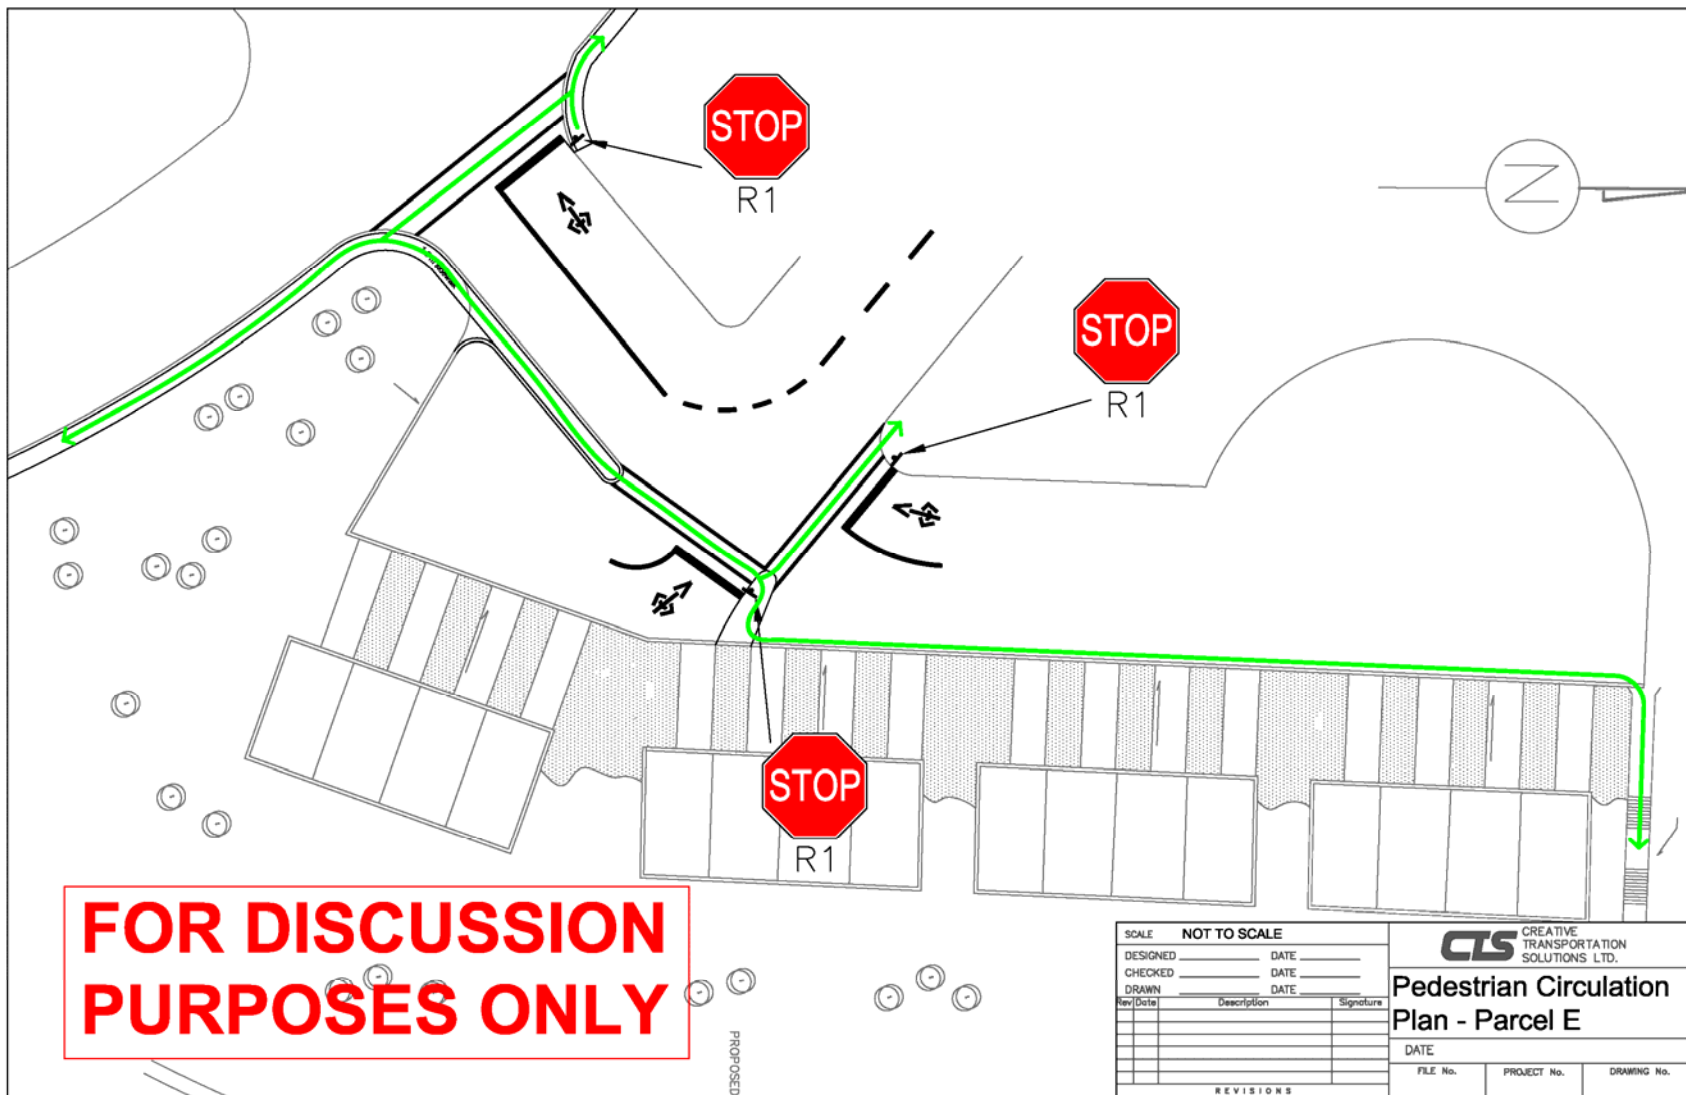 STOP
R1
N
STOP
R1
STOP
R1
FOR DISCUSSION
PURPOSES ONLY
PROPOSED
SCALE NOT TO SCALE
DESIGNED DATE
CHECKED DATE
DRAWN DATE
Rev Date Description Signature
REVISIONS
CTS CREATIVE
TRANSPORTATION
SOLUTIONS LTD.
Pedestrian Circulation
Plan - Parcel E
DATE
FILE No. PROJECT No. DRAWING No.